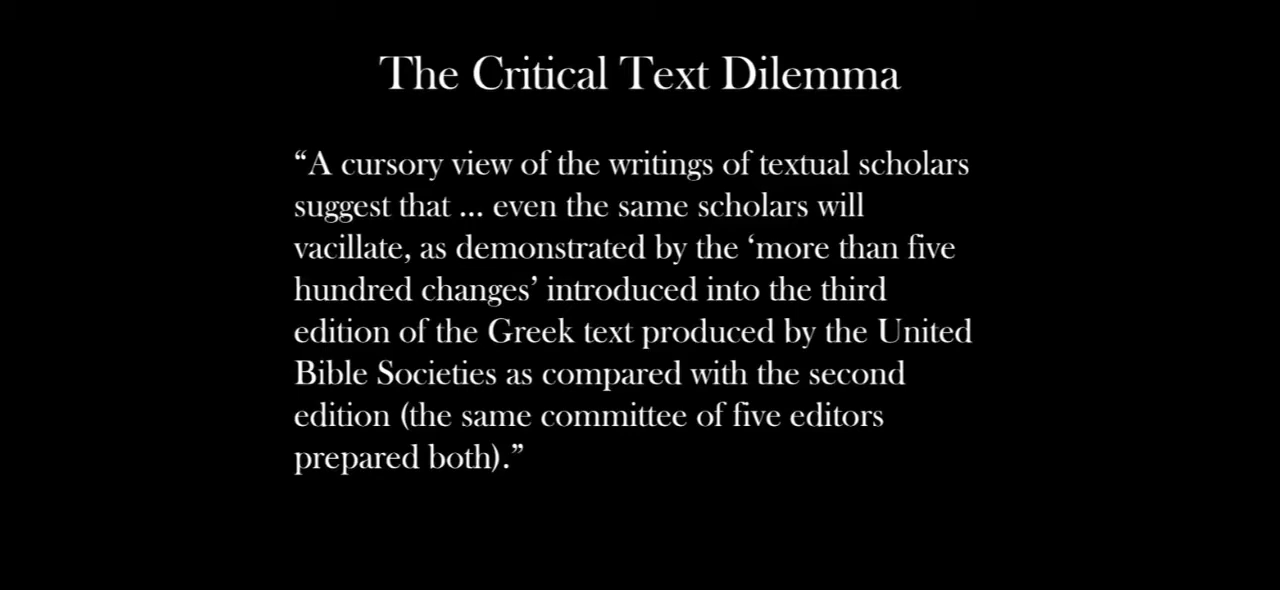 The Critical Text Dilemma
“A cursory view of the writings of textual scholars
suggest that ... even the same scholars will
vacillate, as demonstrated by the ‘more than five
hundred changes’ introduced into the third
edition of the Greek text produced by the United
Bible Societies as compared with the second
edition (the same committee of five editors
prepared both).”